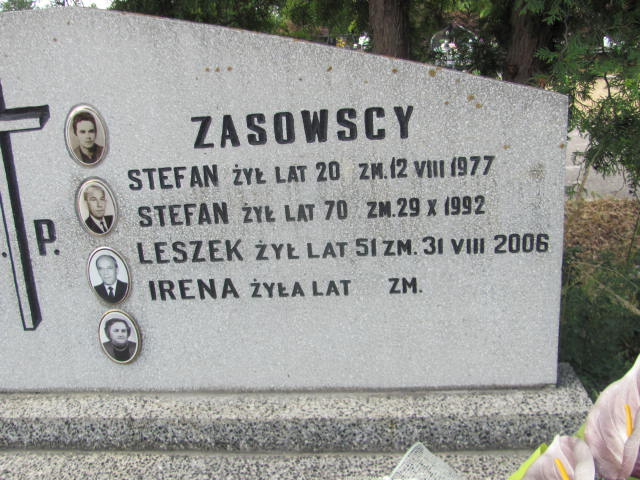 ZASOWSCY
STEFAN ŻYŁ LAT 20 ZM. 12 VIII 1977
STEFAN ŻYŁ LAT 70 ZM. 29 X 1992
. P.
LESZEK ŻYŁ LAT 51 ZM. 31 VIII 2006
IRENA ŻYŁA LAT ZM.